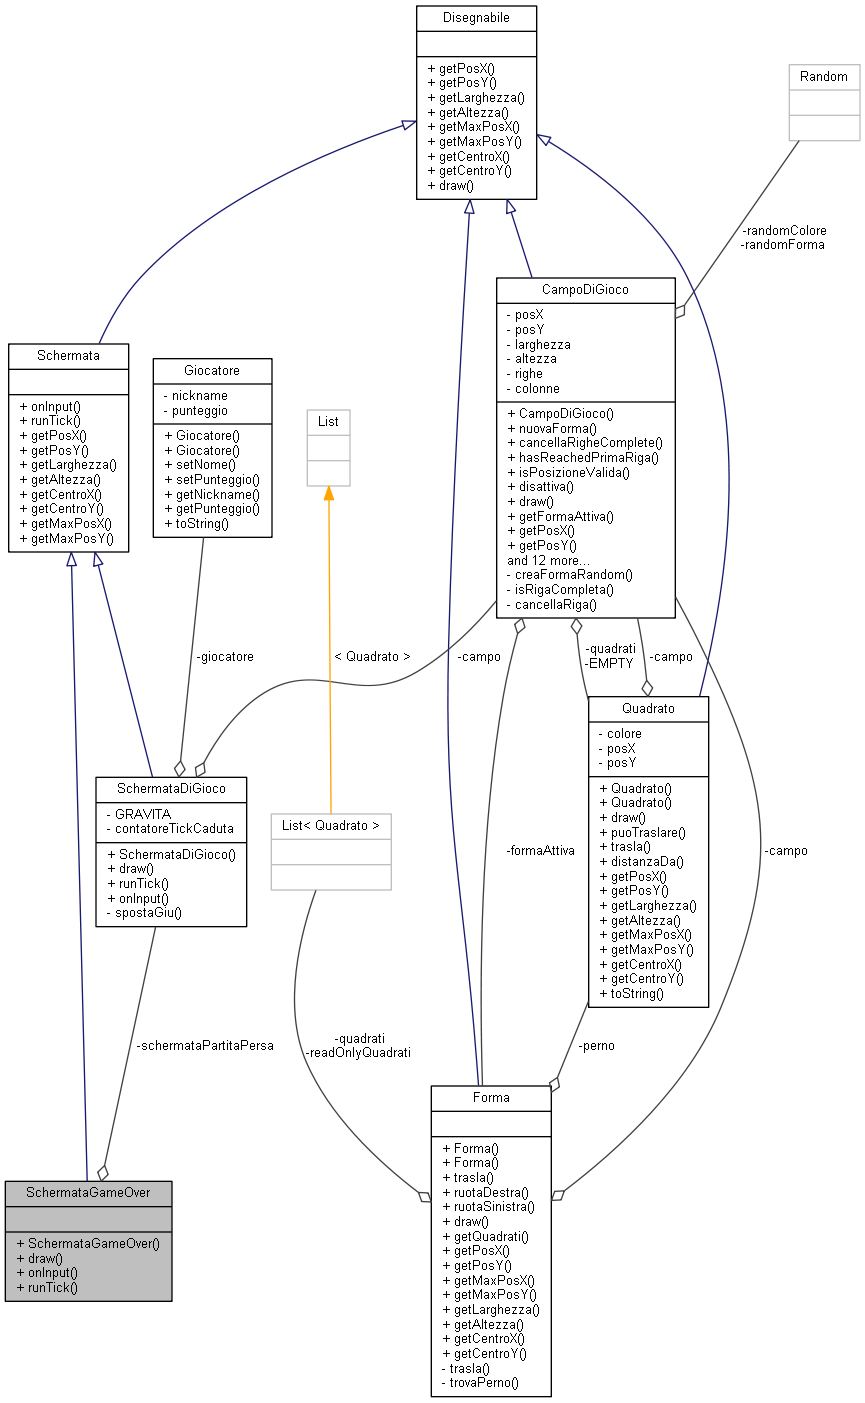 Disegnabile
+ getPosX()
+ getPosY()
+ getLarghezza()
+ getAltezza()
+ getMaxPosX()
+ getMaxPosY()
+ getCentroX()
+ getCentroY()
+ draw()
Random
-randomColore
-randomForma
CampoDiGioco
- posX
- posY
- larghezza
- altezza
- righe
- colonne
+ CampoDiGioco()
+ nuovaForma()
+ cancellaRigheComplete()
+ hasReachedPrimaRiga()
+ isPosizioneValida()
+ disattiva()
+ draw()
+ getFormaAttiva()
+ getPosX()
+ getPosY()
and 12 more...
- creaFormaRandom()
- isRigaCompleta()
- cancellaRiga()
Schermata
+ onInput()
+ runTick()
+ getPosX()
+ getPosY()
+ getLarghezza()
+ getAltezza()
+ getCentroX()
+ getCentroY()
+ getMaxPosX()
+ getMaxPosY()
Giocatore
- nickname
- punteggio
+ Giocatore()
+ Giocatore()
+ setNome()
+ setPunteggio()
+ getNickname()
+ getPunteggio()
+ toString()
List
-giocatore
< Quadrato >
-campo
-quadrati
-EMPTY
-campo
Quadrato
- colore
- posX
- posY
+ Quadrato()
+ Quadrato()
+ draw()
+ puoTraslare()
+ trasla()
+ distanzaDa()
+ getPosX()
+ getPosY()
+ getLarghezza()
+ getAltezza()
+ getMaxPosX()
+ getMaxPosY()
+ getCentroX()
+ getCentroY()
+ toString()
SchermataDiGioco
- GRAVITA
- contatoreTickCaduta
+ SchermataDiGioco()
+ draw()
+ runTick()
+ onInput()
- spostaGiu()
List< Quadrato >
-formaAttiva
-campo
-schermataPartitaPersa
-quadrati
-readOnlyQuadrati
-perno
Forma
+ Forma()
+ Forma()
+ trasla()
+ ruotaDestra()
+ ruotaSinistra()
+ draw()
+ getQuadrati()
+ getPosX()
+ getPosY()
+ getMaxPosX()
+ getMaxPosY()
+ getLarghezza()
+ getAltezza()
+ getCentroX()
+ getCentroY()
- trasla()
- trovaPerno()
SchermataGameOver
+ SchermataGameOver()
+ draw()
+ onInput()
+ runTick()